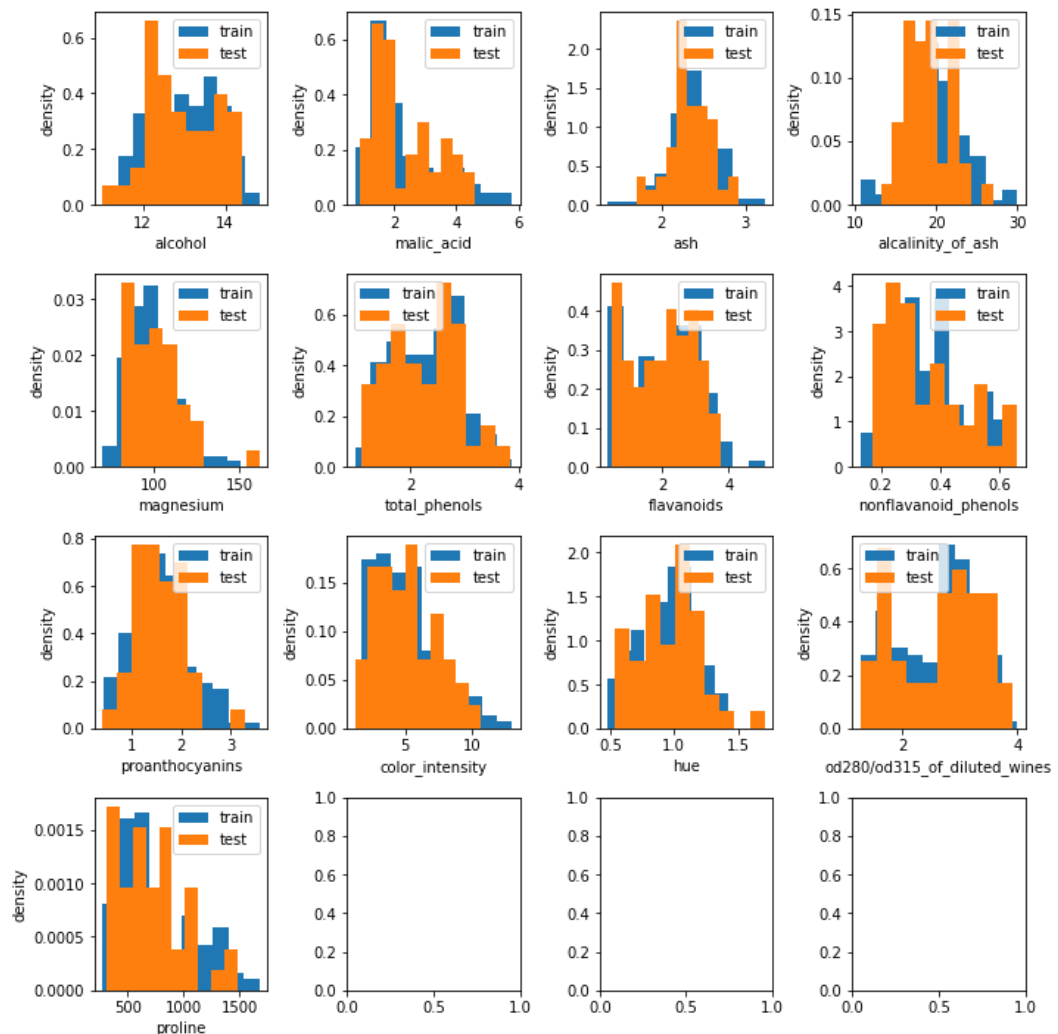 0.6
0.4
0.2
0.0
density
train
test
12
14
alcohol
0.6
0.4
0.2
0.0
density
train
test
2
4
6
malic_acid
2.0
1.5
1.0
0.5
0.0
density
train
test
2
3
ash
0.15
0.10
0.05
0.00
density
train
test
10
20
30
alcalinity_of_ash
0.03
0.02
0.01
0.00
density
train
test
100
150
magnesium
0.6
0.4
0.2
0.0
density
train
test
2
4
total_phenols
0.4
0.3
0.2
0.1
0.0
density
train
test
2
4
flavanoids
4
3
2
1
0
density
train
test
0.2
0.4
0.6
nonflavanoid_phenols
0.8
0.6
0.4
0.2
0.0
density
train
test
1
2
3
proanthocyanins
0.15
0.10
0.05
0.00
density
train
test
5
10
color_intensity
2.0
1.5
1.0
0.5
0.0
density
train
test
0.5
1.0
1.5
hue
0.6
0.4
0.2
0.0
density
train
test
2
4
od280/od315_of_diluted_wines
0.0015
0.0010
0.0005
0.0000
density
train
test
500
1000
1500
proline
1.0
0.8
0.6
0.4
0.2
0.0
0.0
0.5
1.0
1.0
0.8
0.6
0.4
0.2
0.0
0.0
0.5
1.0
1.0
0.8
0.6
0.4
0.2
0.0
0.0
0.5
1.0